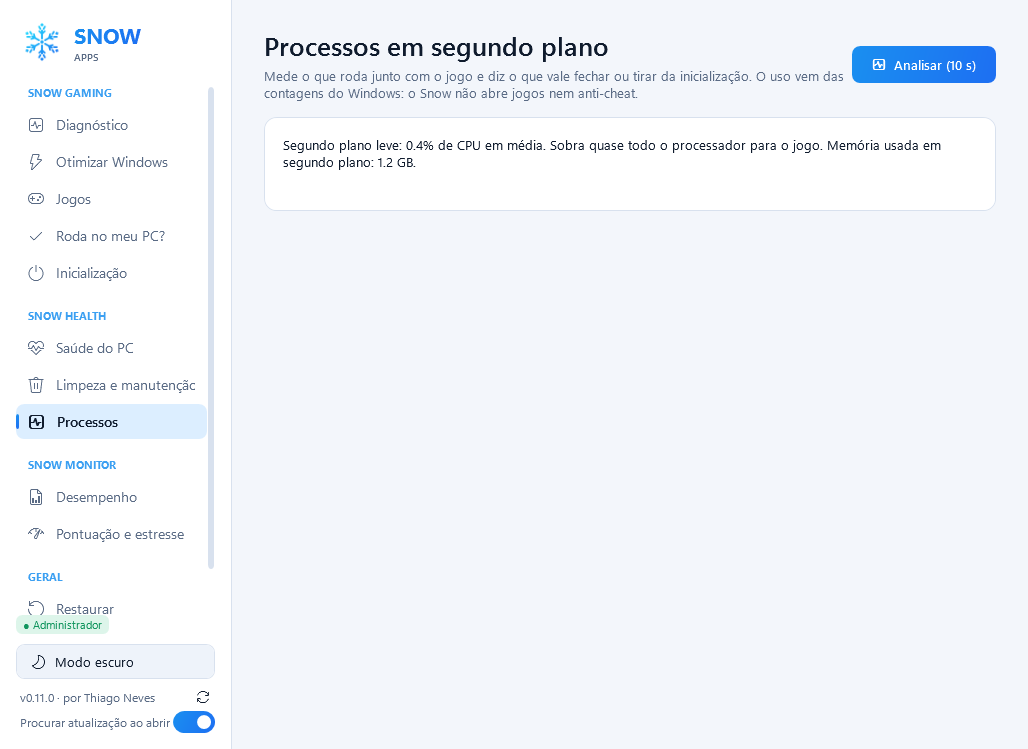 SNOW
APPS
SNOW GAMING
Diagnóstico
Otimizar Windows
Jogos
Roda no meu PC?
Inicialização
SNOW HEALTH
Saúde do PC
Limpeza e manutençã
Processos
SNOW MONITOR
Desempenho
Pontuação e estresse
GERAL
Restaurar
Administrador
Modo escuro
v0.11.0 · por Thiago Neves
Procurar atualização ao abrir
Processos em segundo plano
Mede o que roda junto com o jogo e diz o que vale fechar ou tirar da inicialização. O uso vem das
contagens do Windows: o Snow não abre jogos nem anti-cheat.
Analisar (10 s)
Segundo plano leve: 0.4% de CPU em média. Sobra quase todo o processador para o jogo. Memória usada em
segundo plano: 1.2 GB.